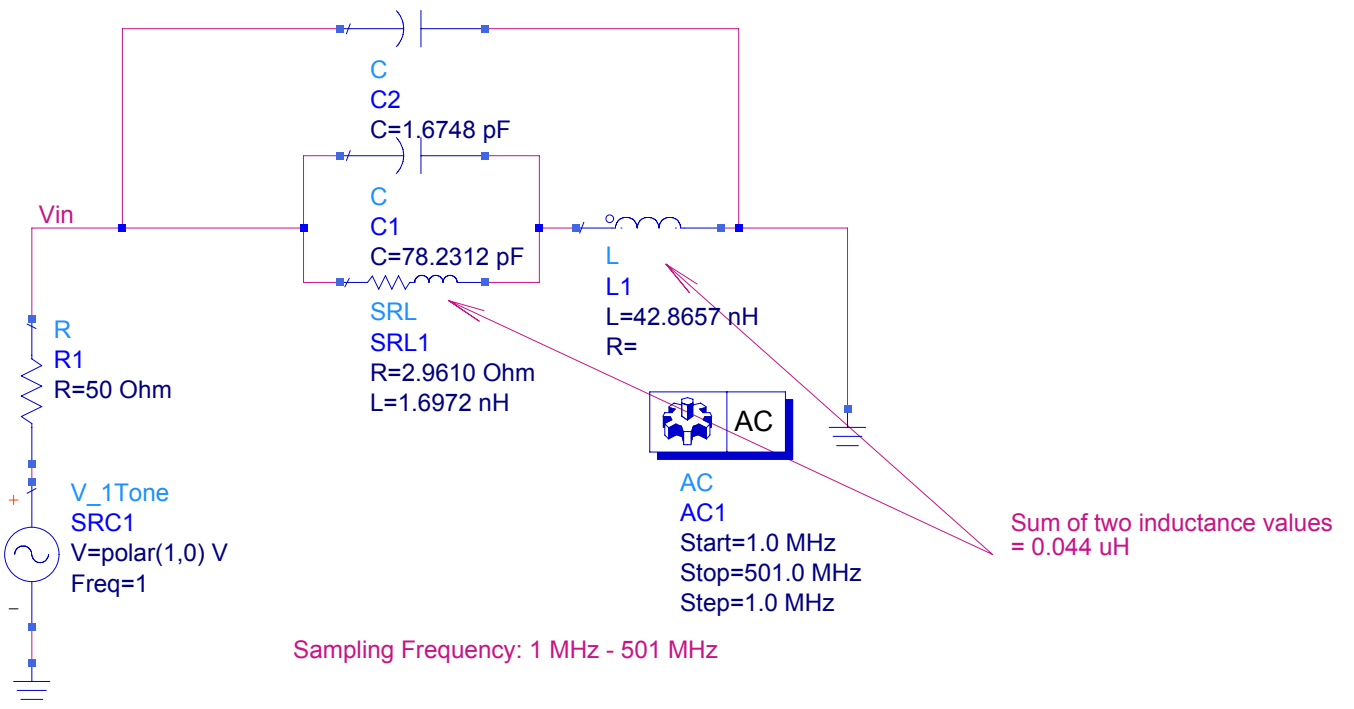 C
C2
C=1.6748 pF
C
C1
C=78.2312 pF
Vin
SRL
SRL1
R=2.9610 Ohm
L=1.6972 nH
L
L1
L=42.8657 nH
R=
R
R1
R=50 Ohm
AC
AC
AC1
Start=1.0 MHz
Stop=501.0 MHz
Step=1.0 MHz
+
V_1Tone
SRC1
V=polar(1,0) V
Freq=1
−
Sum of two inductance values
= 0.044 uH
Sampling Frequency: 1 MHz - 501 MHz